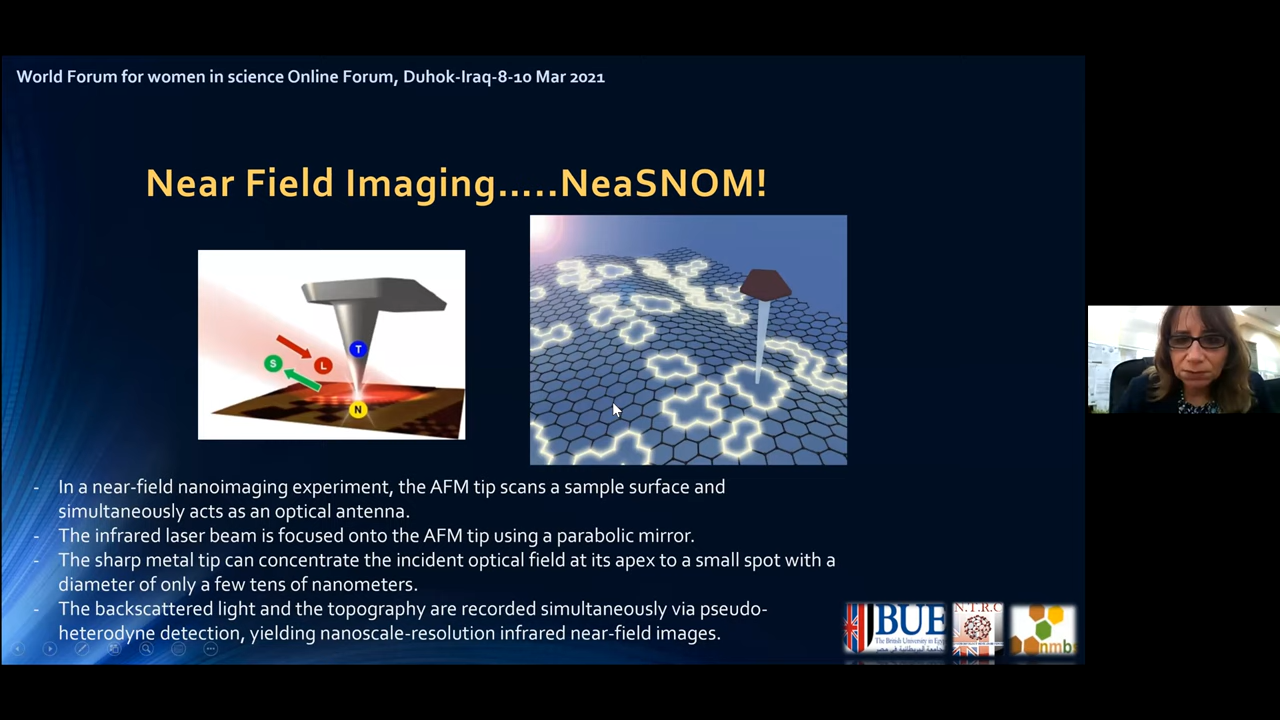 World Forum for women in science Online Forum, Duhok-Iraq-8-10 Mar 2021
Near Field Imaging.....NeaSNOM!
T
S
L
N
- In a near-field nanoimaging experiment, the AFM tip scans a sample surface and
simultaneously acts as an optical antenna.
- The infrared laser beam is focused onto the AFM tip using a parabolic mirror.
- The sharp metal tip can concentrate the incident optical field at its apex to a small spot with a
diameter of only a few tens of nanometers.
- The backscattered light and the topography are recorded simultaneously via pseudo-
heterodyne detection, yielding nanoscale-resolution infrared near-field images.
BUE
The British University in Egypt
N.T.R.C
nmb